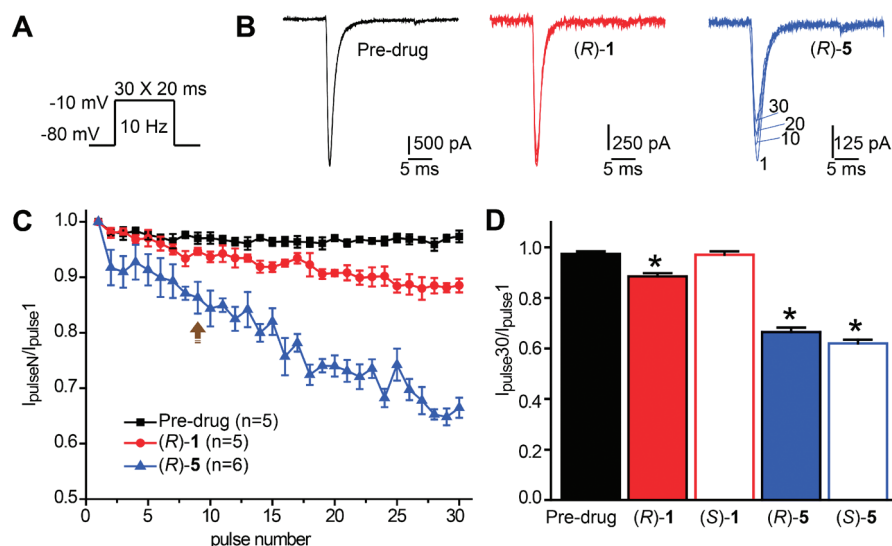 A
30 X 20 ms
-10 mV
10 Hz
-80 mV
B
Pre-drug
500 pA
5 ms
(R)-1
250 pA
5 ms
(R)-5
30
20
10
1
125 pA
5 ms
C
IpulseN/Ipulse1
1.0
0.9
0.8
0.7
0.6
0.5
Pre-drug (n=5)
(R)-1 (n=5)
(R)-5 (n=6)
0 5 10 15 20 25 30
pulse number
D
Ipulse30/Ipulse1
1.0
0.8
0.6
0.4
0.2
0.0
* * *
Pre-drug (R)-1 (S)-1 (R)-5 (S)-5